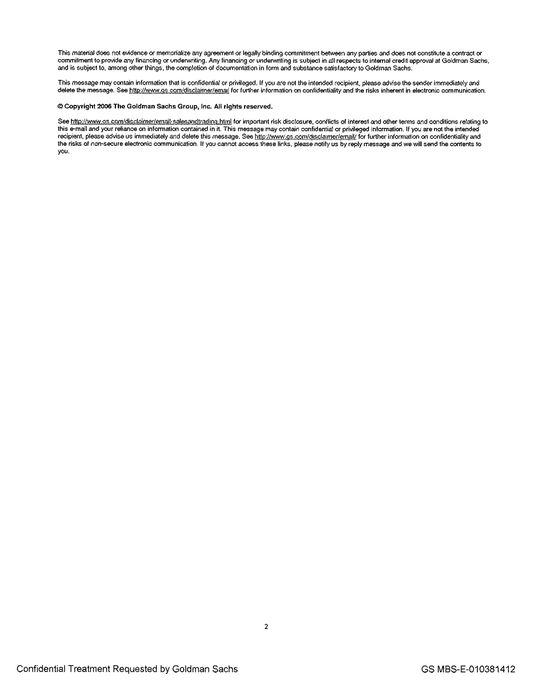 This material does not evidence or memorialize any agreement or legally binding commitment between any parties and does not constitute a contract or
commitment to provide any financing or underwriting. Any financing or underwriting is subject in all respects to internal credit approval at Goldman Sachs,
and is subject to, among other things, the completion of documentation in form and substance satisfactory to Goldman Sachs.
This message may contain information that is confidential or privileged. If you are not the intended recipient, please advise the sender immediately and
delete the message. See http://www.gs.com/disclaimer/email for further information on confidentiality and the risks inherent in electronic communication.
© Copyright 2006 The Goldman Sachs Group, Inc. All rights reserved.
See http://www.gs.com/disclaimer/email-salesandtrading.html for important risk disclosure, conflicts of interest and other terms and conditions relating to
this e-mail and your reliance on information contained in it. This message may contain confidential or privileged information. If you are not the intended
recipient, please advise us immediately and delete this message. See http://www.gs.com/disclaimer/email/ for further information on confidentiality and
the risks of non-secure electronic communication. If you cannot access these links, please notify us by reply message and we will send the contents to
you.
2
Confidential Treatment Requested by Goldman Sachs
GS MBS-E-010381412